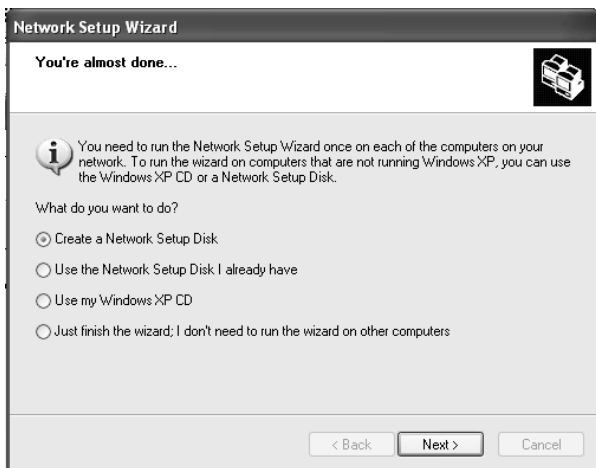 Network Setup Wizard
You're almost done...
You need to run the Network Setup Wizard once on each of the computers on your
network. To run the wizard on computers that are not running Windows XP, you can use
the Windows XP CD or a Network Setup Disk.
What do you want to do?
Create a Network Setup Disk
Use the Network Setup Disk I already have
Use my Windows XP CD
Just finish the wizard; I don't need to run the wizard on other computers
< Back Next > Cancel